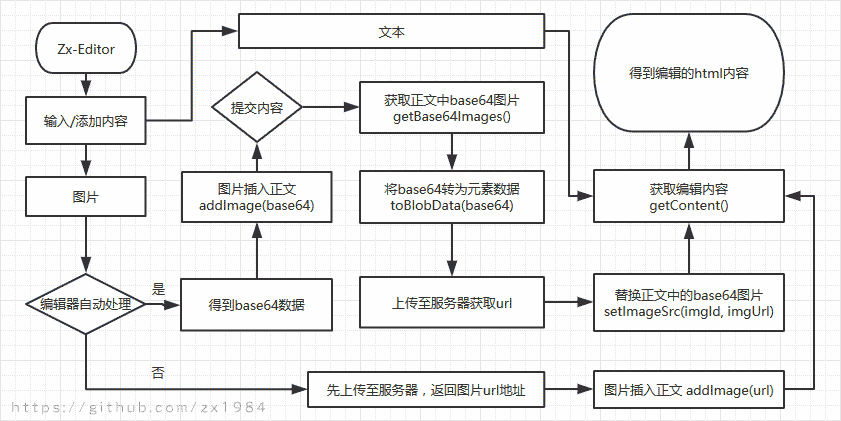 Zx-Editor
文本
得到编辑的html内容
输入/添加内容
提交内容
获取正文中base64图片
getBase64Images()
图片
图片插入正文
addImage(base64)
将base64转为元素数据
toBlobData(base64)
获取编辑内容
getContent()
编辑器自动处理
是
得到base64数据
上传至服务器获取url
替换正文中的base64图片
setImageSrc(imgId, imgUrl)
否
先上传至服务器，返回图片url地址
图片插入正文 addImage(url)
https://github.com/zx1984